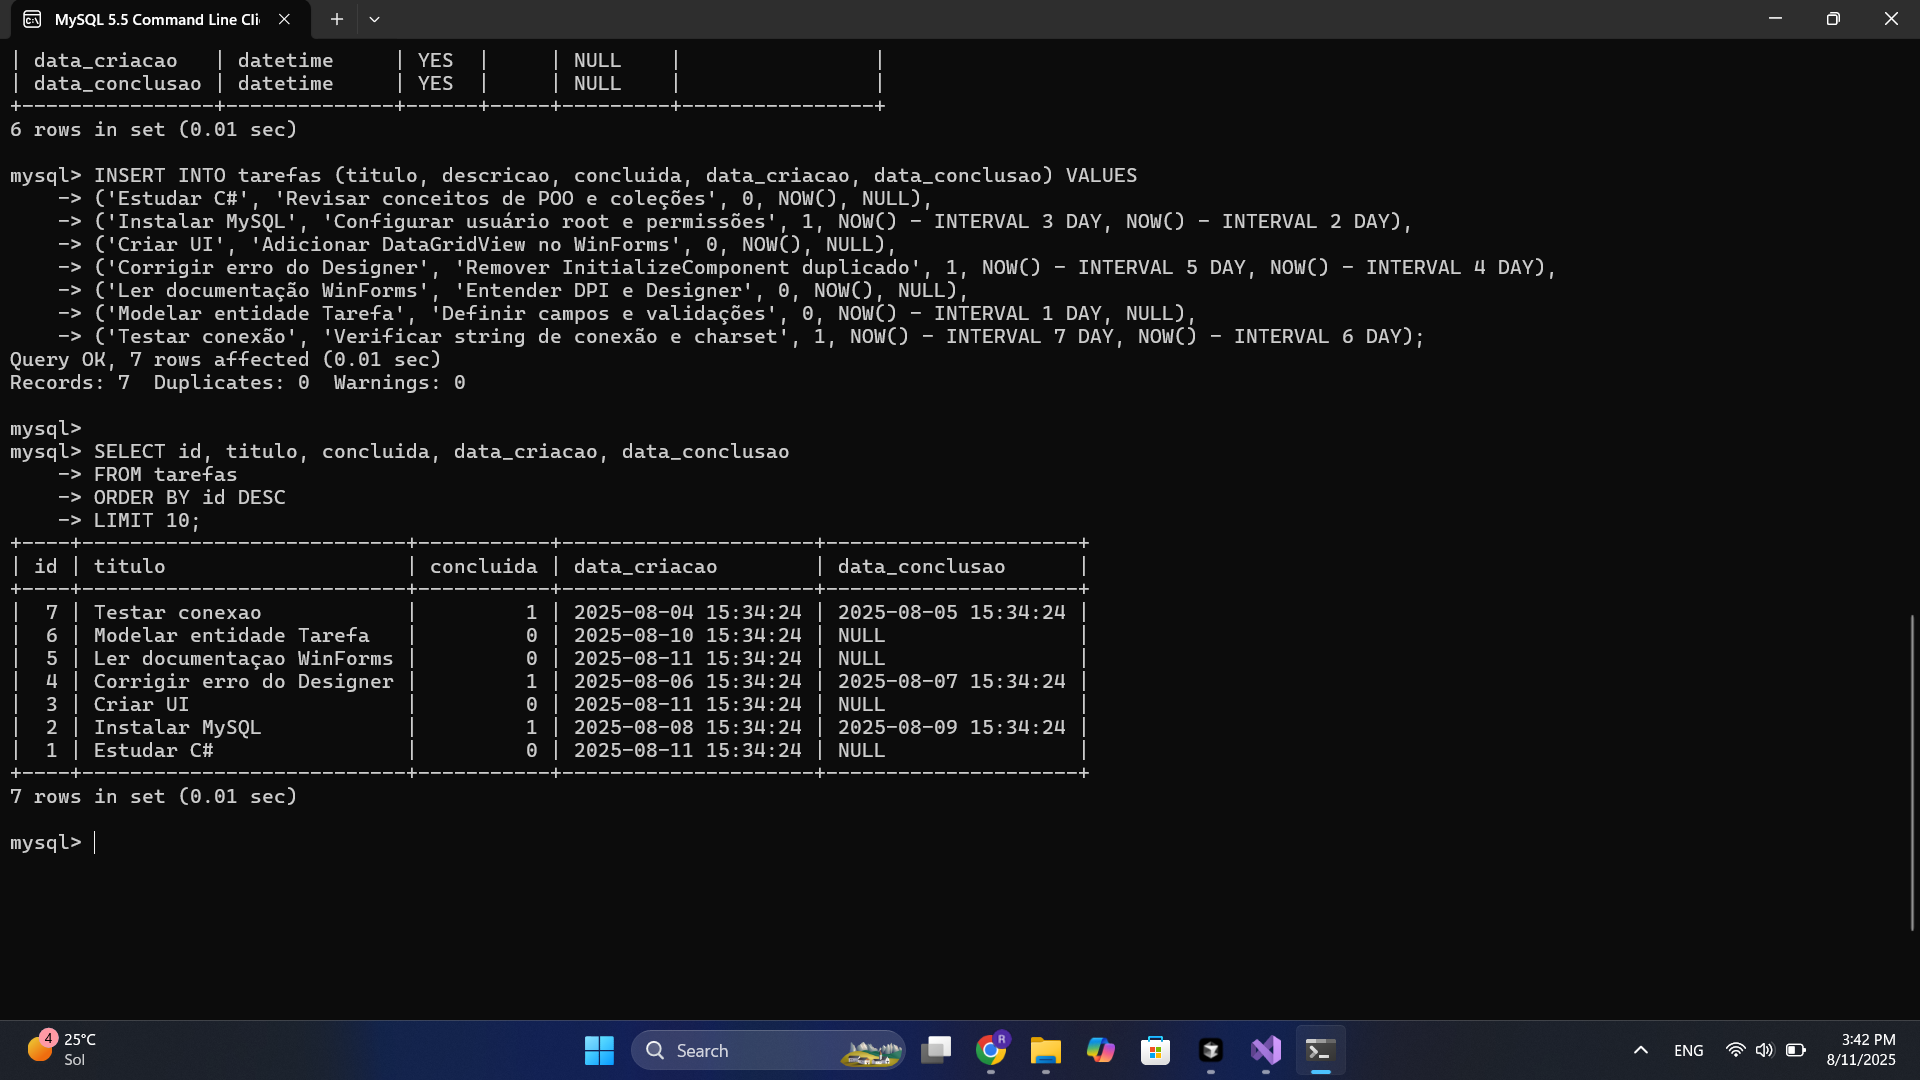 MySQL 5.5 Command Line Cli
| data_criacao   | datetime     | YES  |     | NULL    |                |
| data_conclusao | datetime     | YES  |     | NULL    |                |
+----------------+--------------+------+-----+---------+----------------+
6 rows in set (0.01 sec)
mysql> INSERT INTO tarefas (titulo, descricao, concluida, data_criacao, data_conclusao) VALUES
    -> ('Estudar C#', 'Revisar conceitos de POO e coleções', 0, NOW(), NULL),
    -> ('Instalar MySQL', 'Configurar usuário root e permissões', 1, NOW() - INTERVAL 3 DAY, NOW() - INTERVAL 2 DAY),
    -> ('Criar UI', 'Adicionar DataGridView no WinForms', 0, NOW(), NULL),
    -> ('Corrigir erro do Designer', 'Remover InitializeComponent duplicado', 1, NOW() - INTERVAL 5 DAY, NOW() - INTERVAL 4 DAY),
    -> ('Ler documentação WinForms', 'Entender DPI e Designer', 0, NOW(), NULL),
    -> ('Modelar entidade Tarefa', 'Definir campos e validações', 0, NOW() - INTERVAL 1 DAY, NULL),
    -> ('Testar conexão', 'Verificar string de conexão e charset', 1, NOW() - INTERVAL 7 DAY, NOW() - INTERVAL 6 DAY);
Query OK, 7 rows affected (0.01 sec)
Records: 7  Duplicates: 0  Warnings: 0
mysql>
mysql> SELECT id, titulo, concluida, data_criacao, data_conclusao
    -> FROM tarefas
    -> ORDER BY id DESC
    -> LIMIT 10;
+----+---------------------------+-----------+---------------------+---------------------+
| id | titulo                    | concluida | data_criacao        | data_conclusao      |
+----+---------------------------+-----------+---------------------+---------------------+
|  7 | Testar conexao            |         1 | 2025-08-04 15:34:24 | 2025-08-05 15:34:24 |
|  6 | Modelar entidade Tarefa   |         0 | 2025-08-10 15:34:24 | NULL                |
|  5 | Ler documentaçao WinForms |         0 | 2025-08-11 15:34:24 | NULL                |
|  4 | Corrigir erro do Designer |         1 | 2025-08-06 15:34:24 | 2025-08-07 15:34:24 |
|  3 | Criar UI                  |         0 | 2025-08-11 15:34:24 | NULL                |
|  2 | Instalar MySQL            |         1 | 2025-08-08 15:34:24 | 2025-08-09 15:34:24 |
|  1 | Estudar C#                |         0 | 2025-08-11 15:34:24 | NULL                |
+----+---------------------------+-----------+---------------------+---------------------+
7 rows in set (0.01 sec)
mysql>
4
25°C
Sol
Search
R
ENG
3:42 PM
8/11/2025